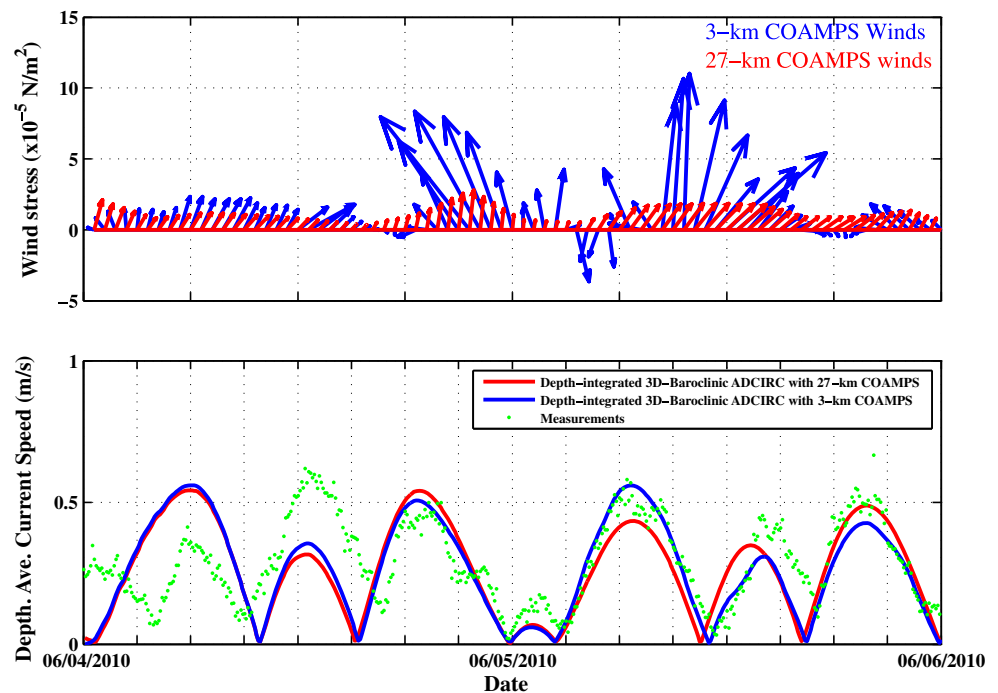 15
10
5
0
−5
Wind stress (x10⁻⁵ N/m²)
3−km COAMPS Winds
27−km COAMPS winds
1
0.5
0
Depth. Ave. Current Speed (m/s)
Depth−integrated 3D−Baroclinic ADCIRC with 27−km COAMPS
Depth−integrated 3D−Baroclinic ADCIRC with 3−km COAMPS
Measurements
06/04/2010
06/05/2010
06/06/2010
Date